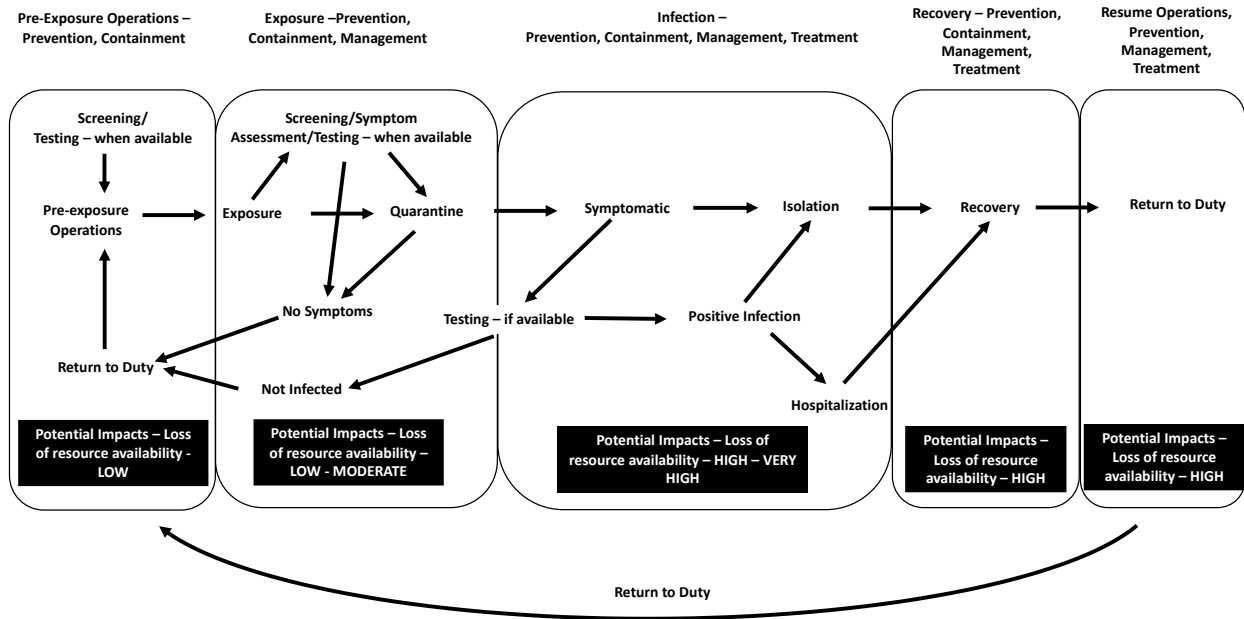 Pre-Exposure Operations –
Prevention, Containment
Exposure –Prevention,
Containment, Management
Infection –
Prevention, Containment, Management, Treatment
Recovery – Prevention,
Containment,
Management,
Treatment
Resume Operations,
Prevention,
Management,
Treatment
Screening/
Testing – when available
Pre-exposure
Operations
Return to Duty
Potential Impacts – Loss
of resource availability -
LOW
Screening/Symptom
Assessment/Testing – when available
Exposure
Quarantine
No Symptoms
Not Infected
Potential Impacts – Loss
of resource availability –
LOW - MODERATE
Symptomatic
Isolation
Testing – if available
Positive Infection
Hospitalization
Potential Impacts – Loss of
resource availability – HIGH – VERY
HIGH
Recovery
Potential Impacts –
Loss of resource
availability – HIGH
Return to Duty
Potential Impacts –
Loss of resource
availability – HIGH
Return to Duty